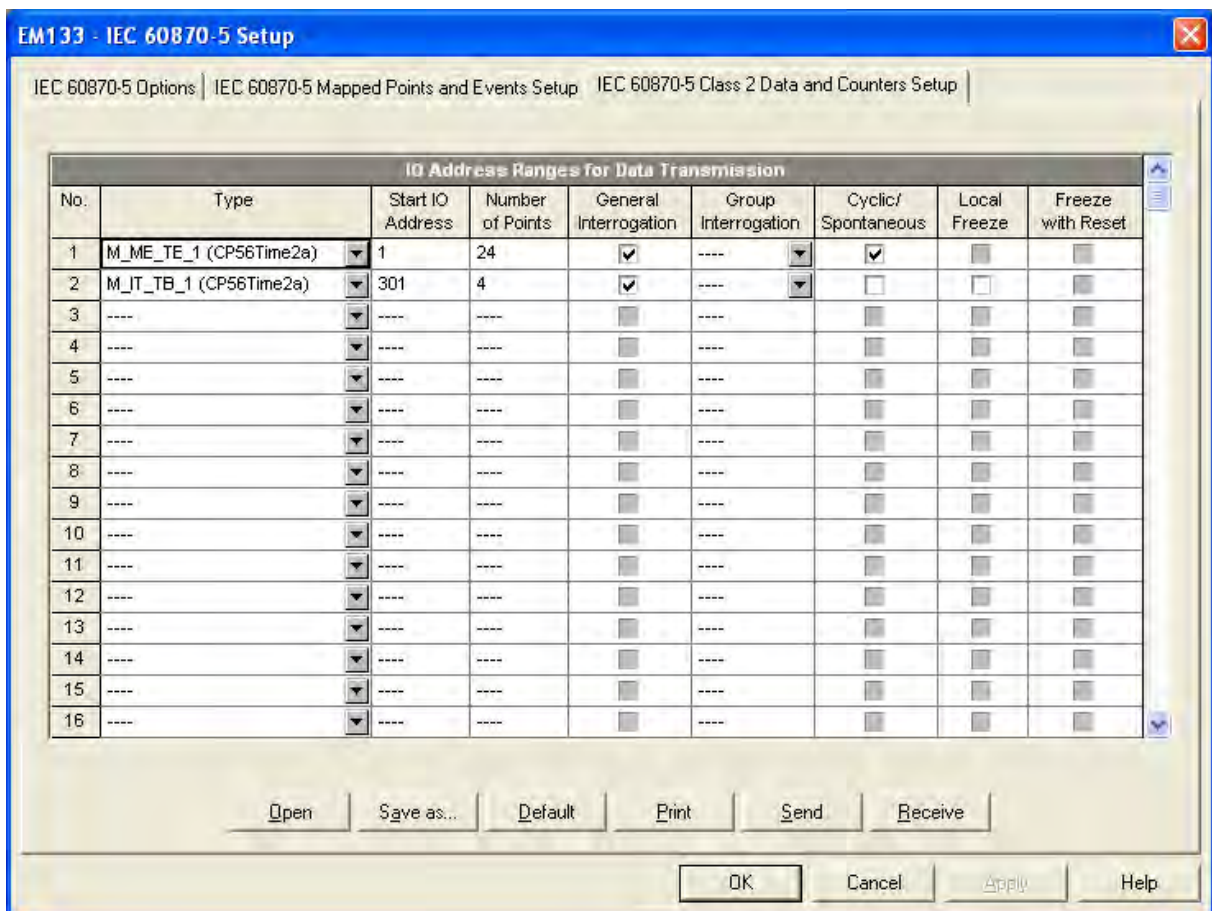 EM133 - IEC 60870-5 Setup
IEC 60870-5 Options IEC 60870-5 Mapped Points and Events Setup IEC 60870-5 Class 2 Data and Counters Setup
IO Address Ranges for Data Transmission
No. Type Start IO Address Number of Points General Interrogation Group Interrogation Cyclic/ Spontaneous Local Freeze Freeze with Reset
1 M_ME_TE_1 (CP56Time2a) 1 24 ----
2 M_IT_TB_1 (CP56Time2a) 301 4 ----
3 ---- ---- ---- ----
4 ---- ---- ---- ----
5 ---- ---- ---- ----
6 ---- ---- ---- ----
7 ---- ---- ---- ----
8 ---- ---- ---- ----
9 ---- ---- ---- ----
10 ---- ---- ---- ----
11 ---- ---- ---- ----
12 ---- ---- ---- ----
13 ---- ---- ---- ----
14 ---- ---- ---- ----
15 ---- ---- ---- ----
16 ---- ---- ---- ----
Open Save as... Default Print Send Receive
OK Cancel Apply Help